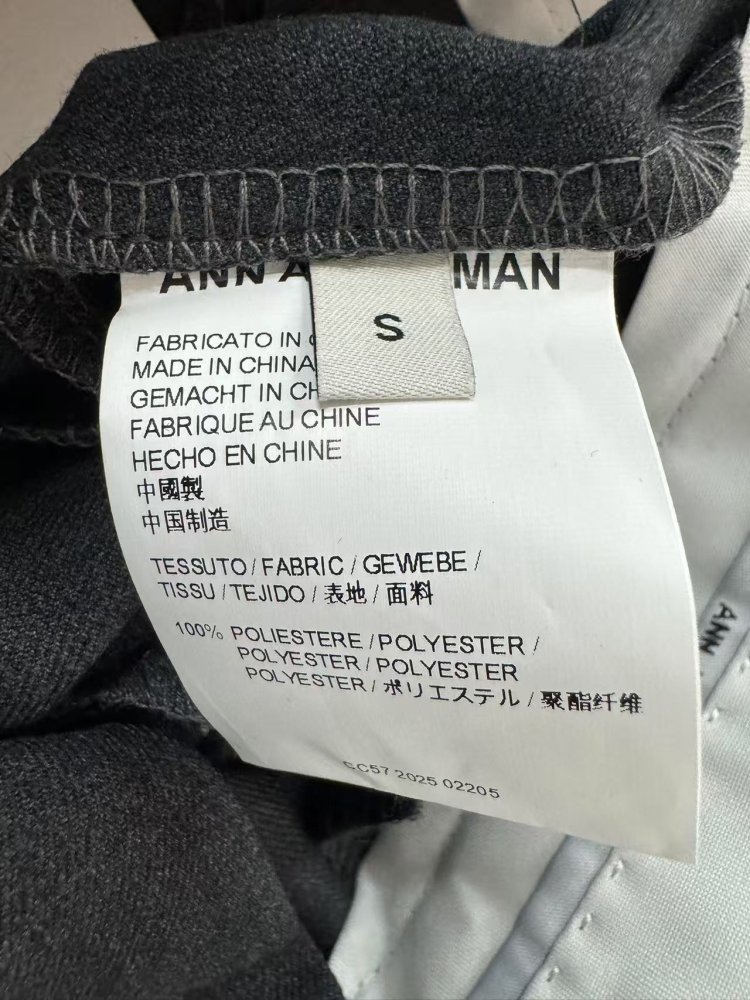 ANN MAN
S
FABRICATO IN
MADE IN CHINA
GEMACHT IN CH
FABRIQUE AU CHINE
HECHO EN CHINE
中國製
中国制造
TESSUTO / FABRIC / GEWEBE /
TISSU / TEJIDO / 表地 / 面料
100% POLIESTERE / POLYESTER /
POLYESTER / POLYESTER
POLYESTER / ポリエステル / 聚酯纤维
2025 02205
ANN